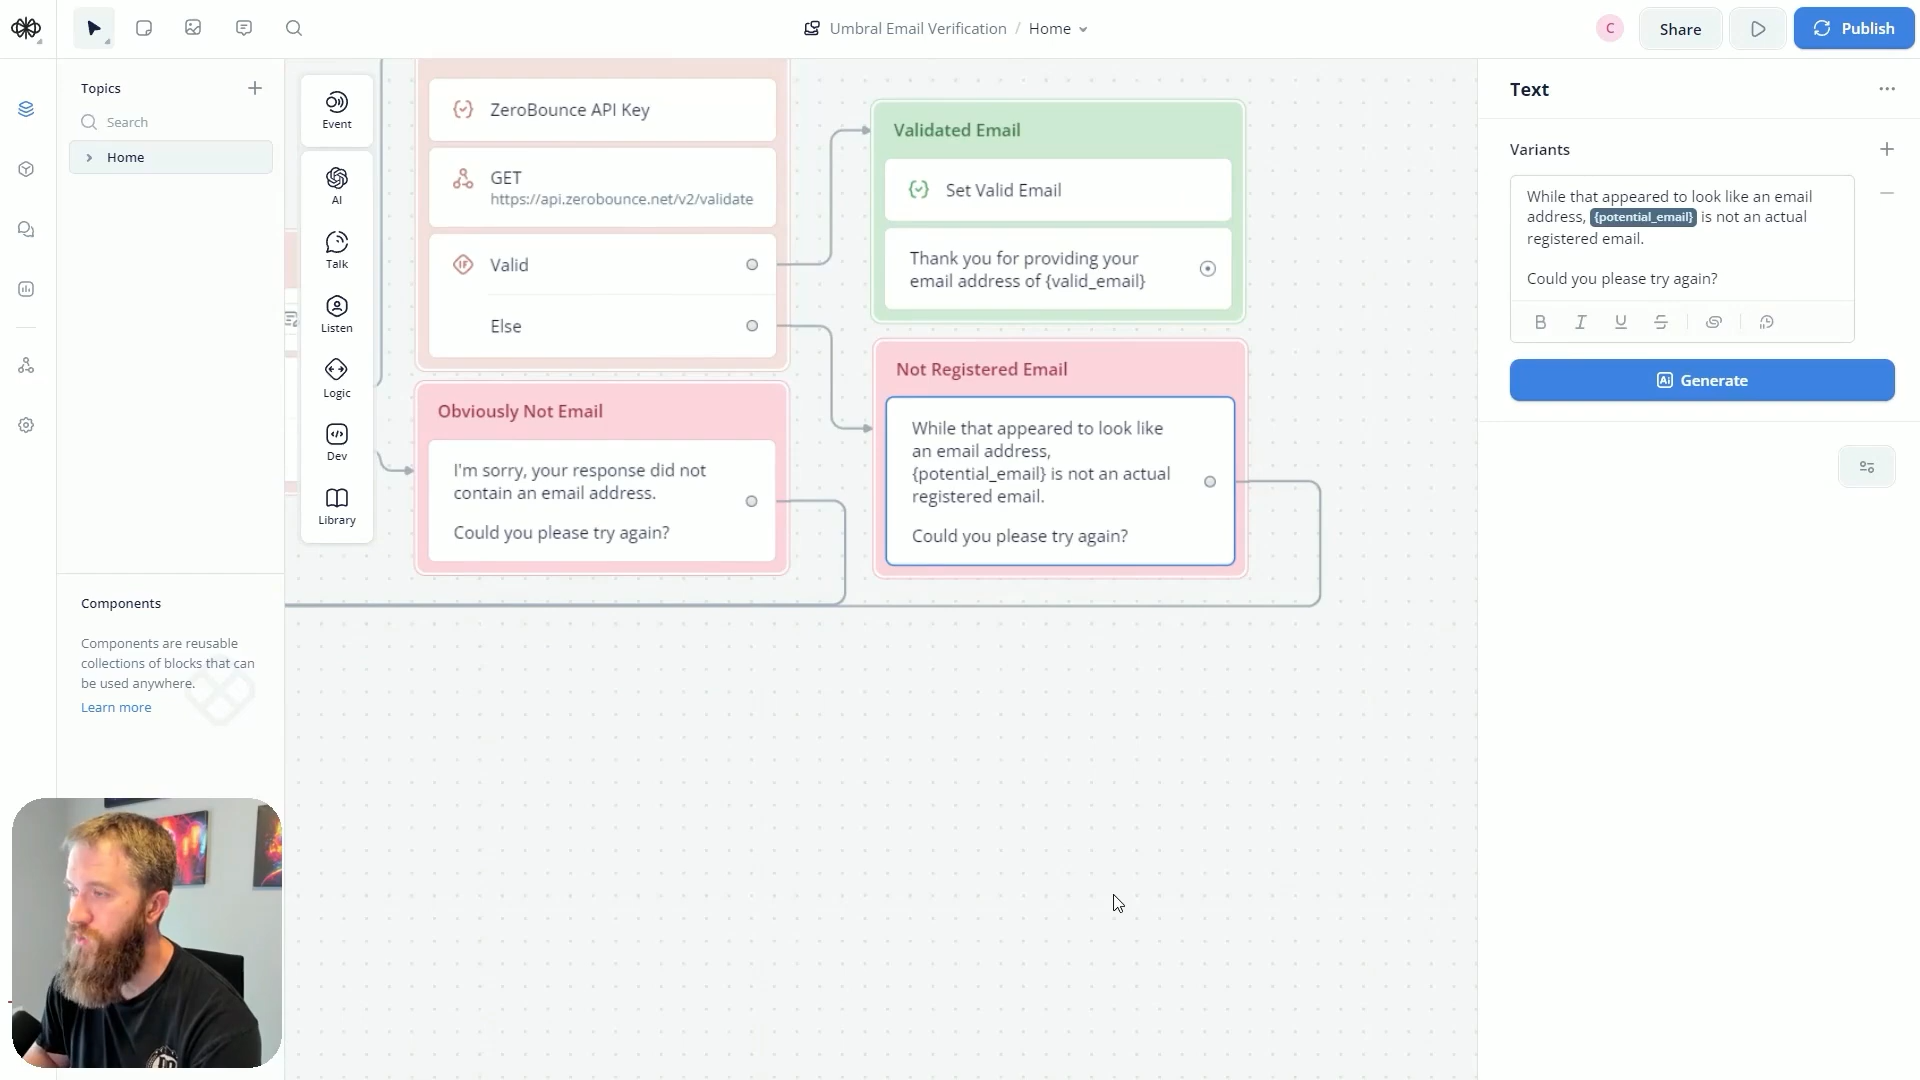 Umbral Email Verification / Home
C
Share
Publish
Topics
Search
Home
Components
Components are reusable
collections of blocks that can
be used anywhere.
Learn more
Event
AI
Talk
Listen
Logic
Dev
Library
ZeroBounce API Key
GET
https://api.zerobounce.net/v2/validate
IF
Valid
Else
Obviously Not Email
I'm sorry, your response did not
contain an email address.
Could you please try again?
Validated Email
Set Valid Email
Thank you for providing your
email address of {valid_email}
Not Registered Email
While that appeared to look like
an email address,
{potential_email} is not an actual
registered email.
Could you please try again?
Text
Variants
While that appeared to look like an email
address, {potential_email} is not an actual
registered email.
Could you please try again?
B I U S
Ai Generate